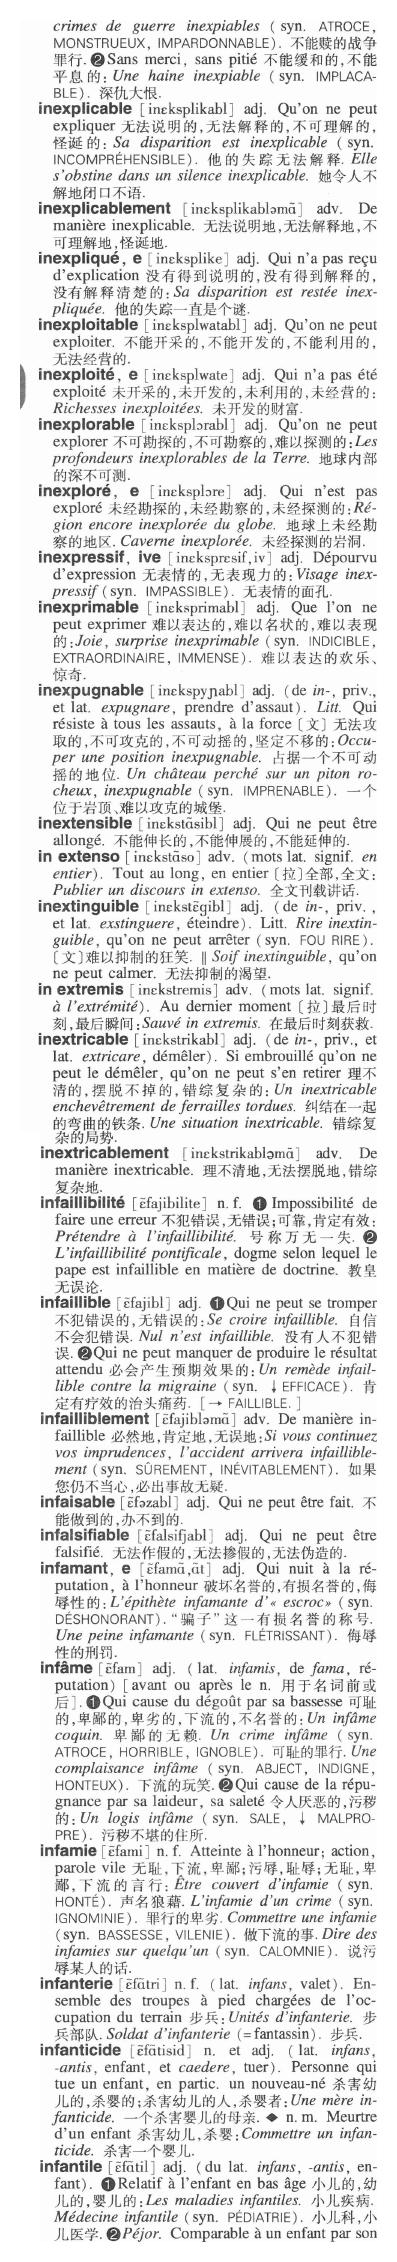 crimes de guerre inexpiables ( syn. ATROCE,
MONSTRUEUX, IMPARDONNABLE). 不能赎的战争
罪行. ❷Sans merci, sans pitié 不能缓和的,不能
平息的: Une haine inexpiable ( syn. IMPLACA-
BLE). 深仇大恨.
inexplicable [inɛksplikabl] adj. Qu'on ne peut
expliquer 无法说明的,无法解释的,不可理解的,
怪诞的: Sa disparition est inexplicable ( syn.
INCOMPRÉHENSIBLE). 他的失踪无法解释. Elle
s'obstine dans un silence inexplicable. 她令人不
解地闭口不语.
inexplicablement [inɛksplikabləmɑ̃] adv. De
manière inexplicable. 无法说明地,无法解释地,不
可理解地,怪诞地.
inexpliqué, e [inɛksplike] adj. Qui n'a pas reçu
d'explication 没有得到说明的,没有得到解释的,
没有解释清楚的: Sa disparition est restée inex-
pliquée. 他的失踪一直是个谜.
inexploitable [inɛksplwatabl] adj. Qu'on ne peut
exploiter. 不能开采的,不能开发的,不能利用的,
无法经营的.
inexploité, e [inɛksplwate] adj. Qui n'a pas été
exploité 未开采的,未开发的,未利用的,未经营的:
Richesses inexploitées. 未开发的财富.
inexplorable [inɛksplɔrabl] adj. Qu'on ne peut
explorer 不可勘探的,不可勘察的,难以探测的: Les
profondeurs inexplorables de la Terre. 地球内部
的深不可测.
inexploré, e [inɛksplɔre] adj. Qui n'est pas
exploré 未经勘探的,未经勘察的,未经探测的: Ré-
gion encore inexplorée du globe. 地球上未经勘
察的地区. Caverne inexplorée. 未经探测的岩洞.
inexpressif, ive [inɛkspresif,iv] adj. Dépourvu
d'expression 无表情的,无表现力的: Visage inex-
pressif ( syn. IMPASSIBLE). 无表情的面孔.
inexprimable [inɛksprimabl] adj. Que l'on ne
peut exprimer 难以表达的,难以名状的,难以表现
的: Joie, surprise inexprimable ( syn. INDICIBLE,
EXTRAORDINAIRE, IMMENSE). 难以表达的欢乐、
惊奇.
inexpugnable [inɛkspyɲabl] adj. (de in-, priv.,
et lat. expugnare, prendre d'assaut). Litt. Qui
résiste à tous les assauts, à la force [文] 无法攻
取的,不可攻克的,不可动摇的,坚定不移的: Occu-
per une position inexpugnable. 占据一个不可动
摇的地位. Un château perché sur un piton ro-
cheux, inexpugnable ( syn. IMPRENABLE). 一个
位于岩顶、难以攻克的城堡.
inextensible [inɛkstɑ̃sibl] adj. Qui ne peut être
allongé. 不能伸长的,不能伸展的,不能延伸的.
in extenso [inɛkstɑ̃so] adv. (mots lat. signif. en
entier). Tout au long, en entier [拉]全部,全文:
Publier un discours in extenso. 全文刊载讲话.
inextinguible [inɛkstɛ̃gibl] adj. (de in-, priv. ,
et lat. exstinguere, éteindre). Litt. Rire inextin-
guible, qu'on ne peut arrêter ( syn. FOU RIRE).
[文]难以抑制的狂笑. ‖ Soif inextinguible, qu'on
ne peut calmer. 无法抑制的渴望.
in extremis [inɛkstremis] adv. (mots lat. signif.
à l'extrémité). Au dernier moment [拉]最后时
刻,最后瞬间: Sauvé in extremis. 在最后时刻获救.
inextricable [inɛkstrikabl] adj. (de in-, priv., et
lat. extricare, démêler). Si embrouillé qu'on ne
peut le démêler, qu'on ne peut s'en retirer 理不
清的,摆脱不掉的,错综复杂的: Un inextricable
enchevêtrement de ferrailles tordues. 纠结在一起
的弯曲的铁条. Une situation inextricable. 错综复
杂的局势.
inextricablement [inɛkstrikabləmɑ̃] adv. De
manière inextricable. 理不清地,无法摆脱地,错综
复杂地.
infaillibilité [ɛ̃fajibilite] n. f. ❶ Impossibilité de
faire une erreur 不犯错误,无错误;可靠,肯定有效:
Prétendre à l'infaillibilité. 号称万无一失. ❷
L'infaillibilité pontificale, dogme selon lequel le
pape est infaillible en matière de doctrine. 教皇
无误论.
infaillible [ɛ̃fajibl] adj. ❶Qui ne peut se tromper
不犯错误的,无错误的: Se croire infaillible. 自信
不会犯错误. Nul n'est infaillible. 没有人不犯错
误. ❷Qui ne peut manquer de produire le résultat
attendu 必会产生预期效果的: Un remède infail-
lible contre la migraine ( syn. ↓EFFICACE). 肯
定有疗效的治头痛药. [→ FAILLIBLE. ]
infailliblement [ɛ̃fajibləmɑ̃] adv. De manière in-
faillible 必然地,肯定地,无误地: Si vous continuez
vos imprudences, l'accident arrivera infaillible-
ment ( syn. SÛREMENT, INÉVITABLEMENT). 如果
您仍不当心,必出事故无疑.
infaisable [ɛ̃fəzabl] adj. Qui ne peut être fait. 不
能做到的,办不到的.
infalsifiable [ɛ̃falsifjabl] adj. Qui ne peut être
falsifié. 无法作假的,无法掺假的,无法伪造的.
infamant, e [ɛ̃famɑ̃,ɑ̃t] adj. Qui nuit à la ré-
putation, à l'honneur 破坏名誉的,有损名誉的,侮
辱性的: L'épithète infamante d'« escroc» ( syn.
DÉSHONORANT). “骗子”这一有损名誉的称号.
Une peine infamante ( syn. FLÉTRISSANT). 侮辱
性的刑罚.
infâme [ɛ̃fam] adj. ( lat. infamis, de fama, ré-
putation) [avant ou après le n. 用于名词前或
后]. ❶Qui cause du dégoût par sa bassesse 可耻
的,卑鄙的,卑劣的,下流的,不名誉的: Un infâme
coquin. 卑鄙的无赖. Un crime infâme ( syn.
ATROCE, HORRIBLE, IGNOBLE). 可耻的罪行. Une
complaisance infâme ( syn. ABJECT, INDIGNE,
HONTEUX). 下流的玩笑. ❷Qui cause de la répu-
gnance par sa laideur, sa saleté 令人厌恶的,污秽
的: Un logis infâme ( syn. SALE, ↓ MALPRO-
PRE). 污秽不堪的住所.
infamie [ɛ̃fami] n. f. Atteinte à l'honneur; action,
parole vile 无耻,下流,卑鄙;污辱,耻辱;无耻,卑
鄙,下流的言行: Être couvert d'infamie ( syn.
HONTÉ). 声名狼藉. L'infamie d'un crime ( syn.
IGNOMINIE). 罪行的卑劣. Commettre une infamie
( syn. BASSESSE, VILENIE). 做下流的事. Dire des
infamies sur quelqu'un ( syn. CALOMNIE). 说污
辱某人的话.
infanterie [ɛ̃fɑ̃tri] n. f. ( lat. infans, valet). En-
semble des troupes à pied chargées de l'oc-
cupation du terrain 步兵: Unités d'infanterie. 步
兵部队. Soldat d'infanterie (= fantassin). 步兵.
infanticide [ɛ̃fɑ̃tisid] n. et adj. ( lat. infans,
-antis, enfant, et caedere, tuer). Personne qui
tue un enfant, en partic. un nouveau-né 杀害幼
儿的,杀婴的;杀害幼儿的人,杀婴者: Une mère in-
fanticide. 一个杀害婴儿的母亲. ◆ n. m. Meurtre
d'un enfant 杀害幼儿,杀婴: Commettre un infan-
ticide. 杀害一个婴儿.
infantile [ɛ̃fɑ̃til] adj. ( du lat. infans, -antis, en-
fant). ❶Relatif à l'enfant en bas âge 小儿的,幼
儿的,婴儿的: Les maladies infantiles. 小儿疾病.
Médecine infantile ( syn. PÉDIATRIE). 小儿科,小
儿医学. ❷Péjor. Comparable à un enfant par son